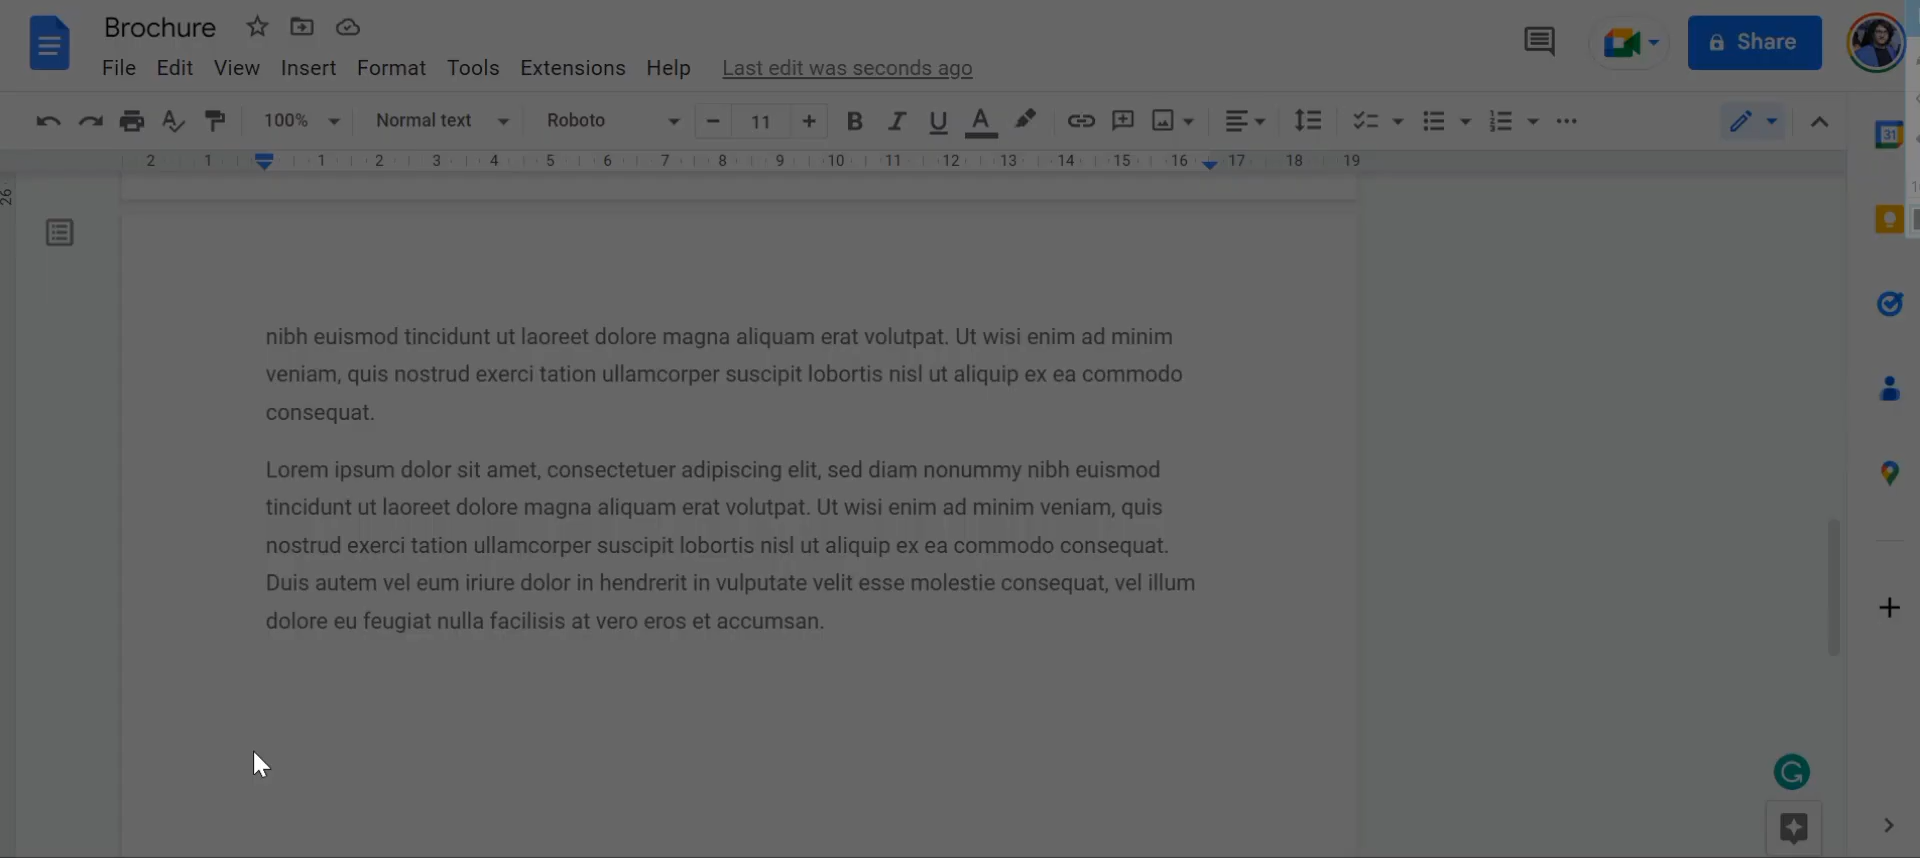 Brochure
File Edit View Insert Format Tools Extensions Help Last edit was seconds ago
Share
100% Normal text Roboto 11
2 1 1 2 3 4 5 6 7 8 9 10 11 12 13 14 15 16 17 18 19
31
26
nibh euismod tincidunt ut laoreet dolore magna aliquam erat volutpat. Ut wisi enim ad minim
veniam, quis nostrud exerci tation ullamcorper suscipit lobortis nisl ut aliquip ex ea commodo
consequat.
Lorem ipsum dolor sit amet, consectetuer adipiscing elit, sed diam nonummy nibh euismod
tincidunt ut laoreet dolore magna aliquam erat volutpat. Ut wisi enim ad minim veniam, quis
nostrud exerci tation ullamcorper suscipit lobortis nisl ut aliquip ex ea commodo consequat.
Duis autem vel eum iriure dolor in hendrerit in vulputate velit esse molestie consequat, vel illum
dolore eu feugiat nulla facilisis at vero eros et accumsan.